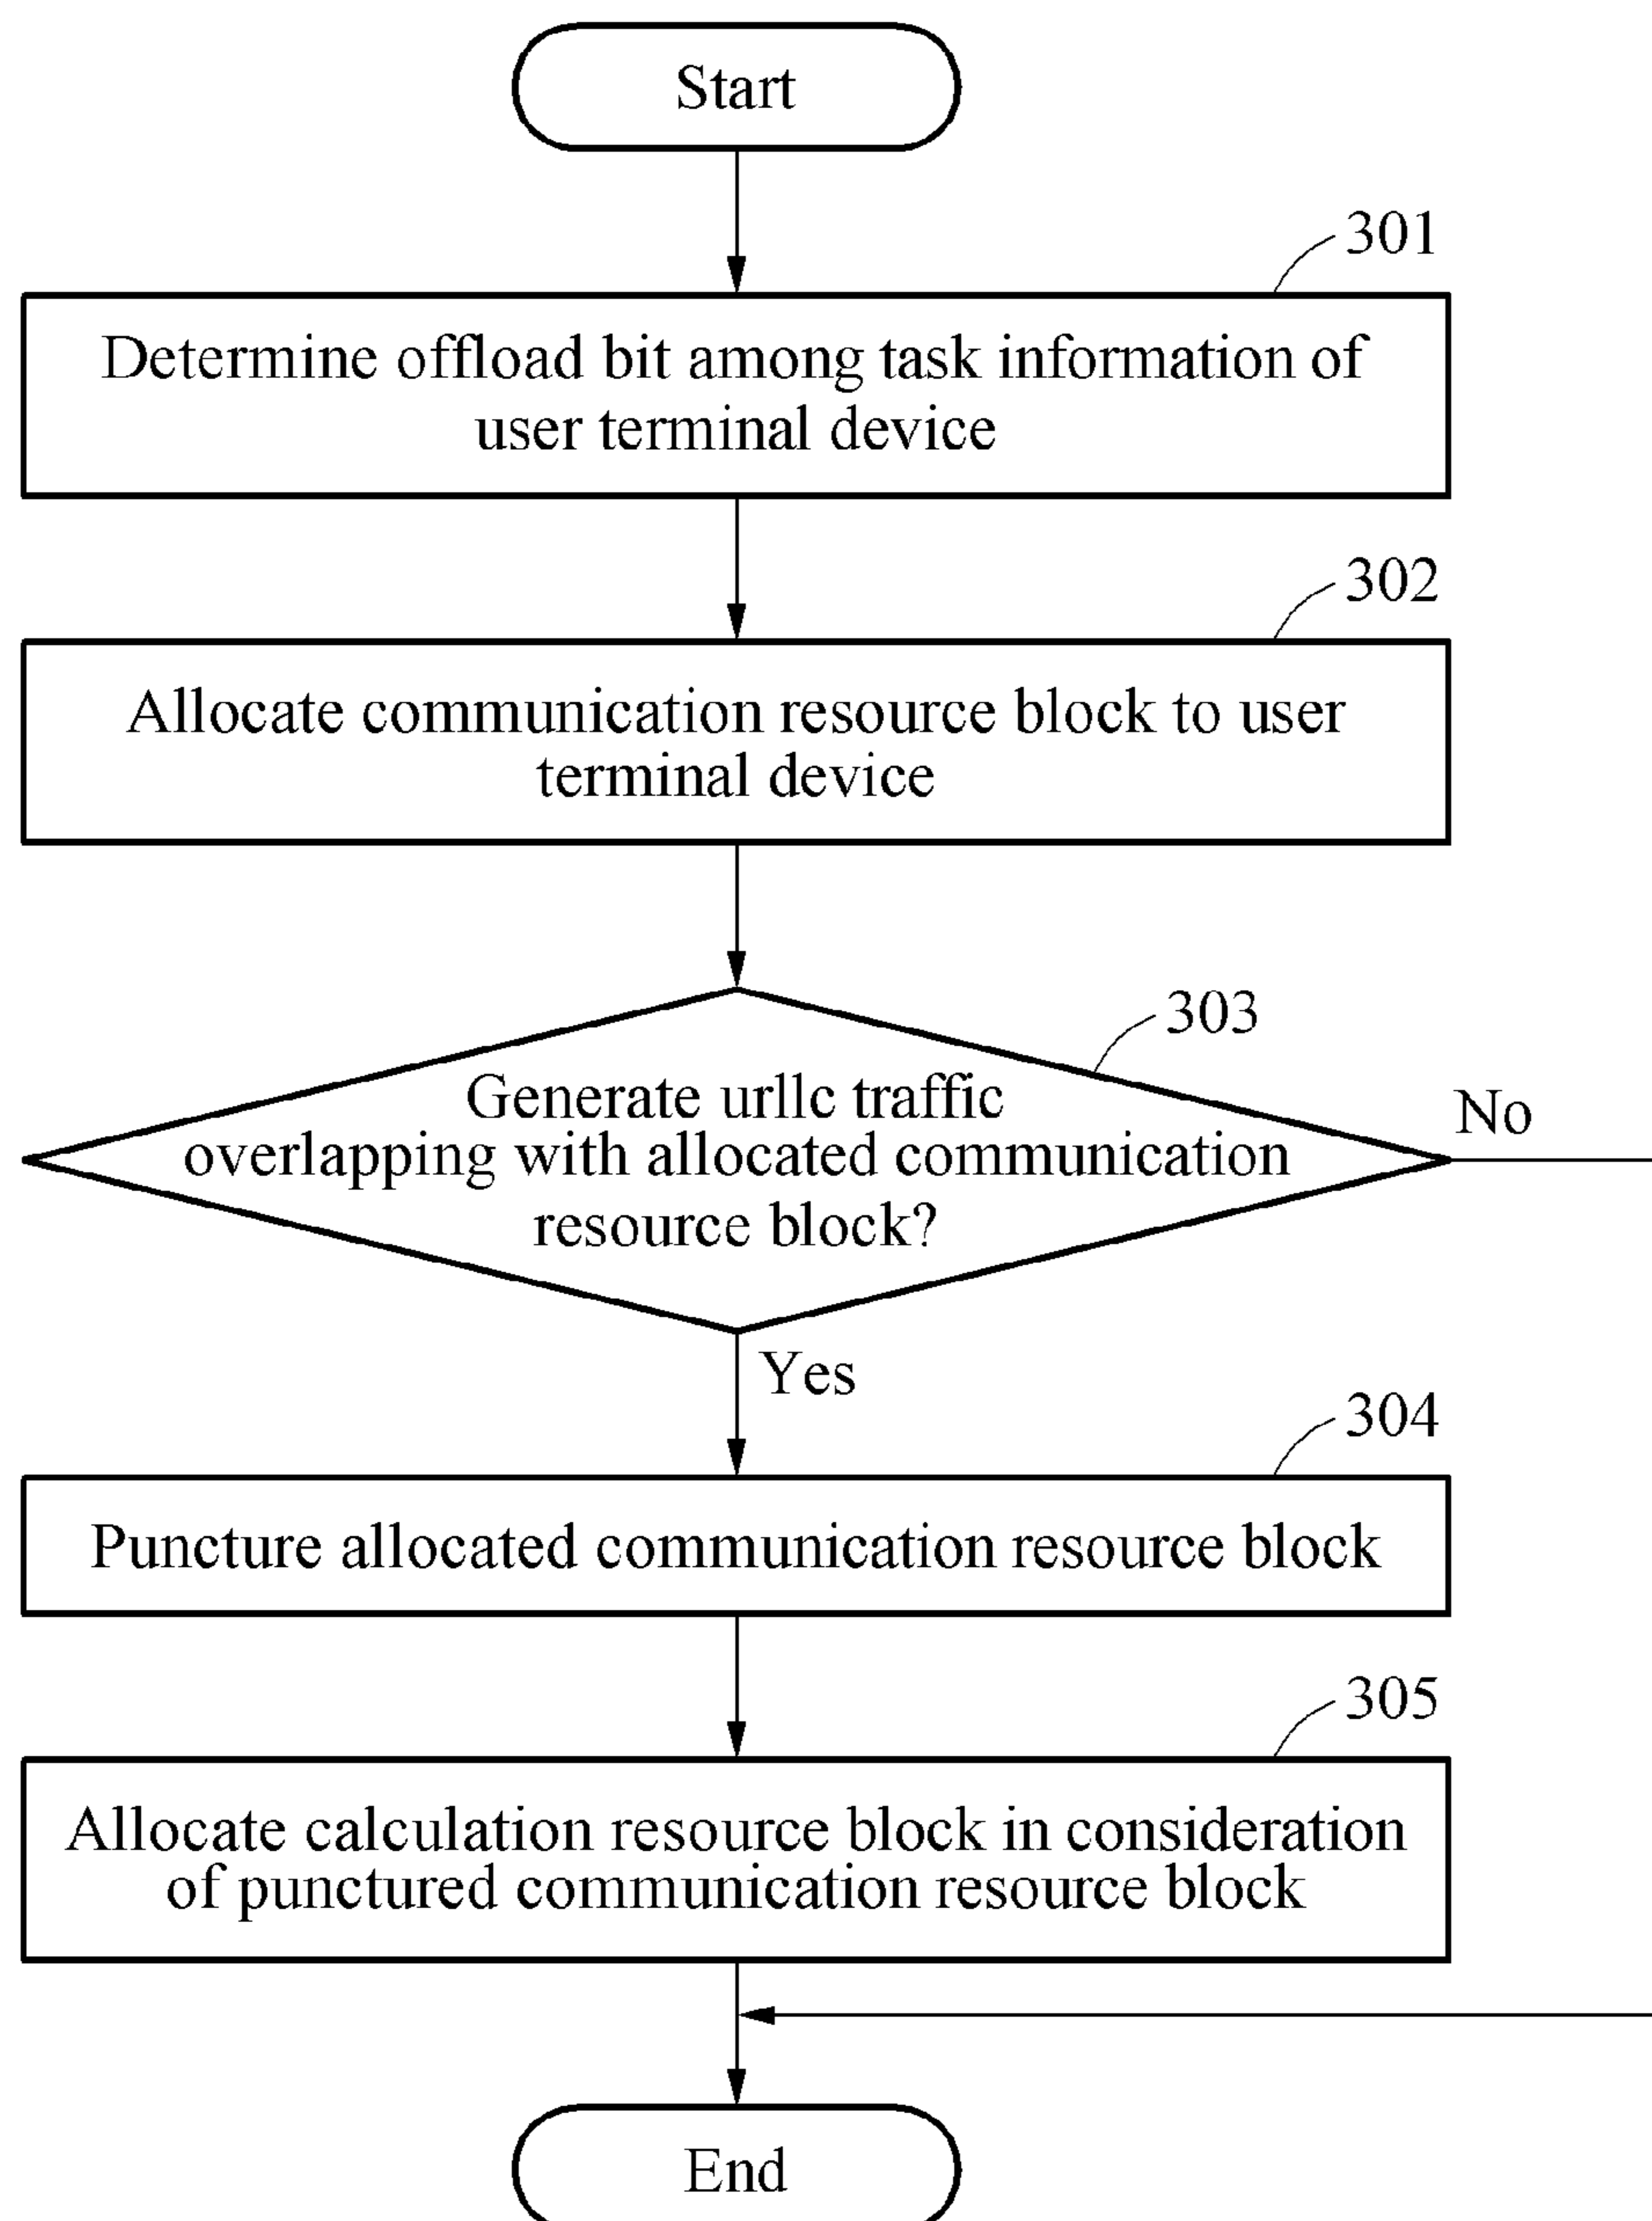 Start
301
Determine offload bit among task information of
user terminal device
302
Allocate communication resource block to user
terminal device
303
Generate urllc traffic
overlapping with allocated communication
resource block?
No
Yes
304
Puncture allocated communication resource block
305
Allocate calculation resource block in consideration
of punctured communication resource block
End